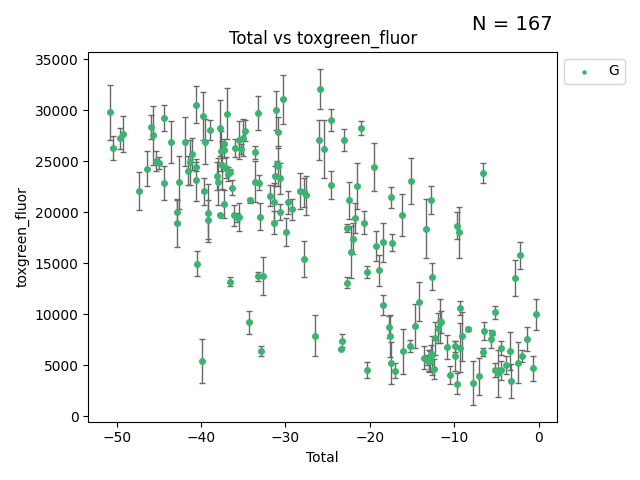 N = 167
Total vs toxgreen_fluor
G
toxgreen_fluor
35000
30000
25000
20000
15000
10000
5000
0
−50 −40 −30 −20 −10 0
Total